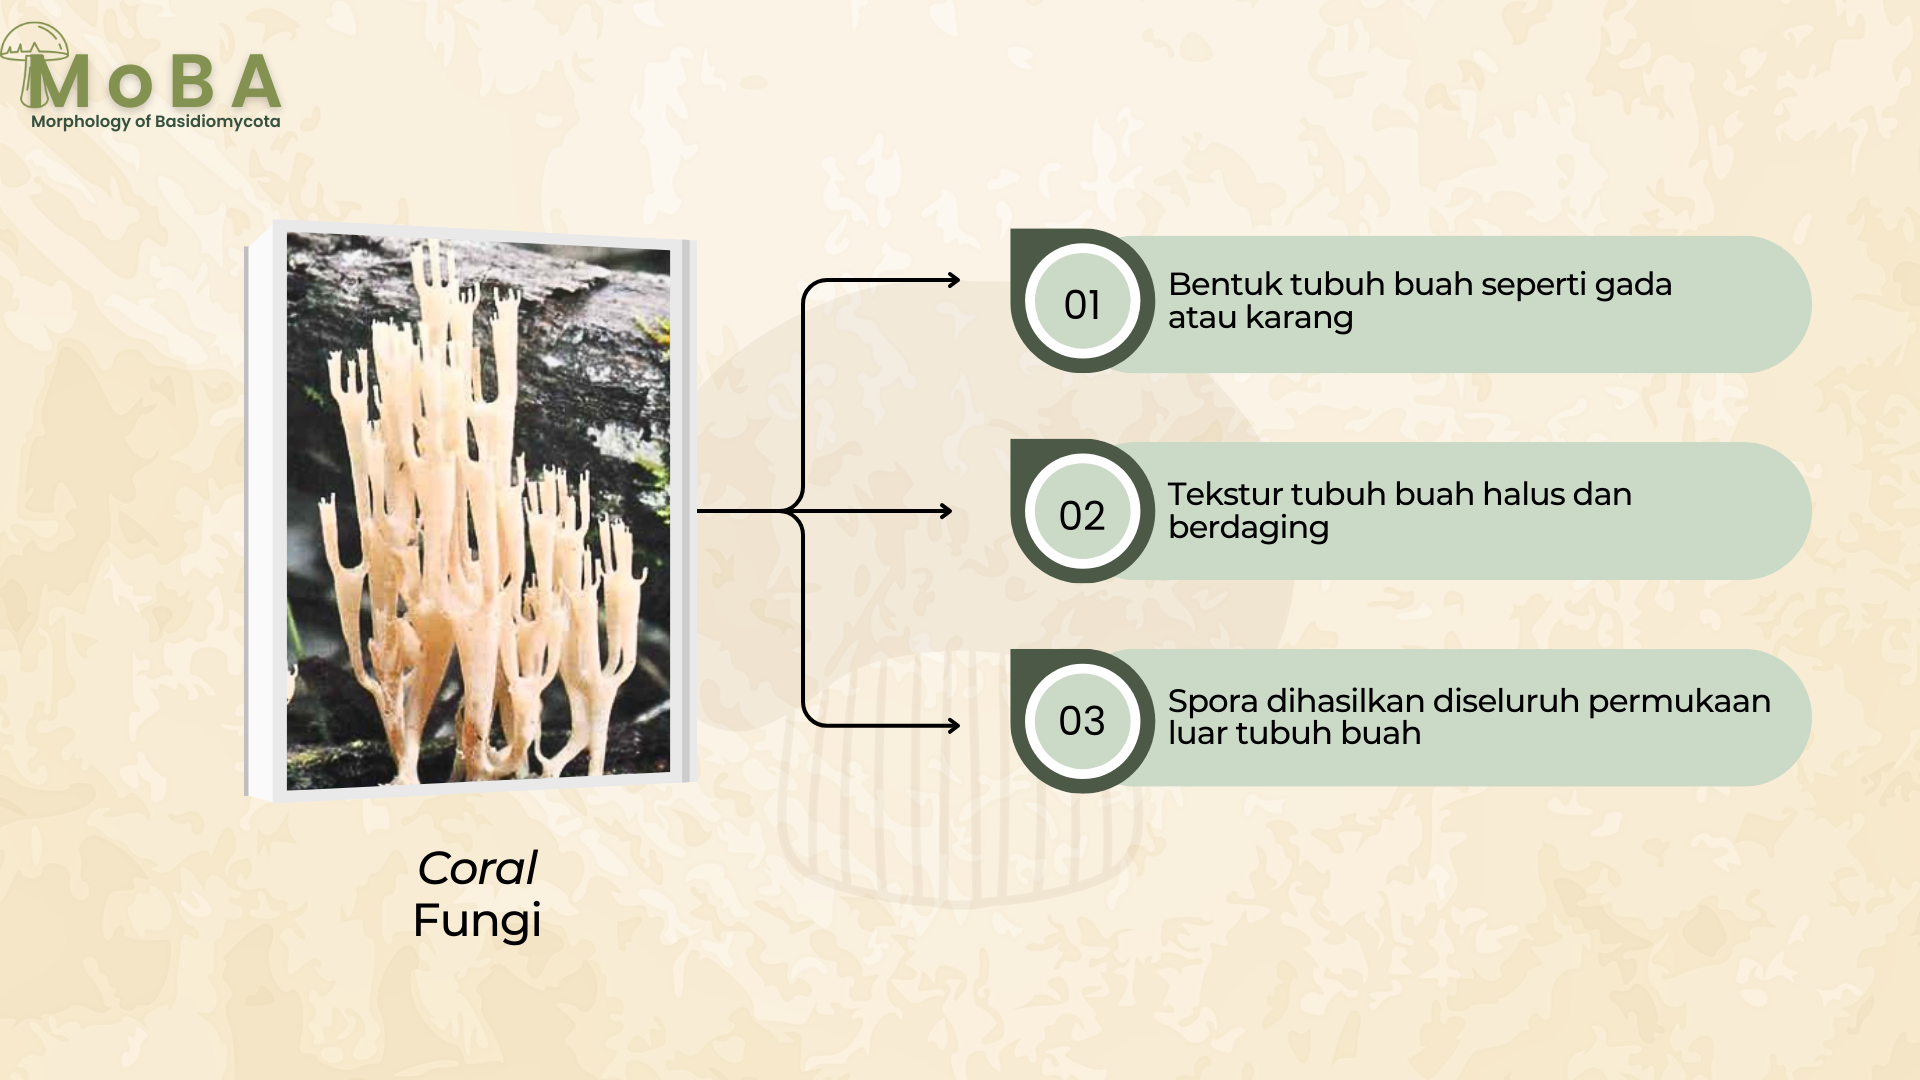 MoBA
Morphology of Basidiomycota
01
Bentuk tubuh buah seperti gada
atau karang
02
Tekstur tubuh buah halus dan
berdaging
03
Spora dihasilkan diseluruh permukaan
luar tubuh buah
Coral
Fungi